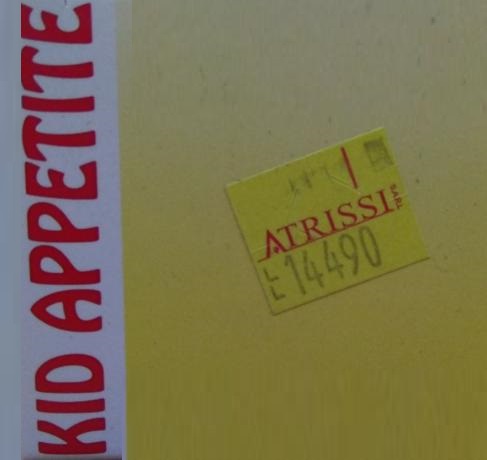 KID APPETITE
ATRISSI SARL
LL 14490